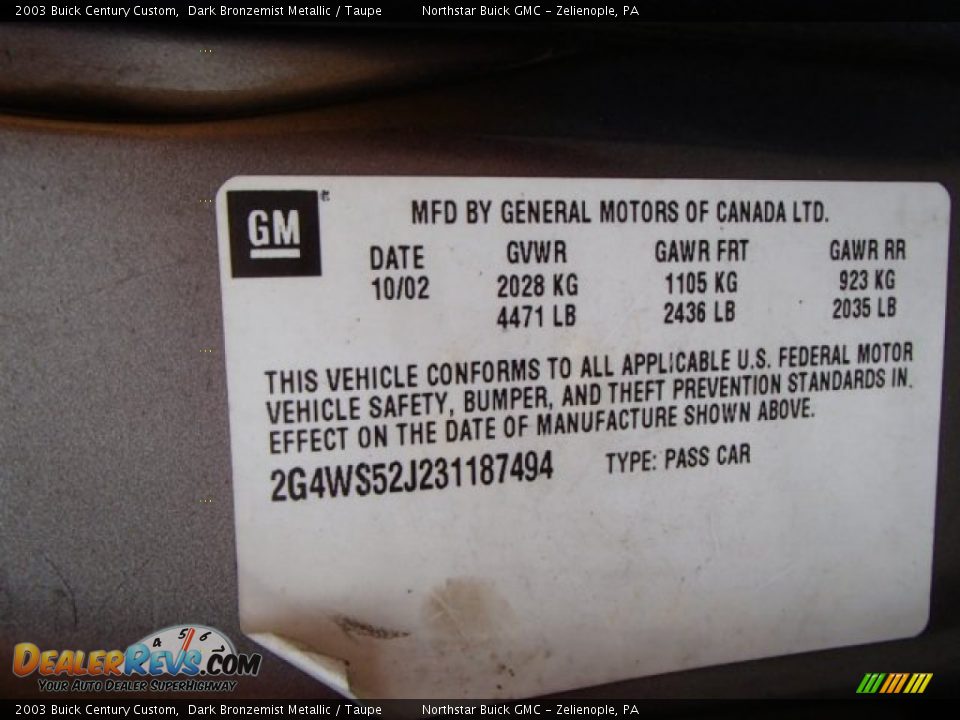 2003 Buick Century Custom, Dark Bronzemist Metallic / Taupe Northstar Buick GMC - Zelienople, PA
GM®
MFD BY GENERAL MOTORS OF CANADA LTD.
DATE GVWR GAWR FRT GAWR RR
10/02 2028 KG 1105 KG 923 KG
4471 LB 2436 LB 2035 LB
THIS VEHICLE CONFORMS TO ALL APPLICABLE U.S. FEDERAL MOTOR
VEHICLE SAFETY, BUMPER, AND THEFT PREVENTION STANDARDS IN
EFFECT ON THE DATE OF MANUFACTURE SHOWN ABOVE.
2G4WS52J231187494 TYPE: PASS CAR
4 5 6
DealerRevs.com
Your Auto Dealer SuperHighway
2003 Buick Century Custom, Dark Bronzemist Metallic / Taupe Northstar Buick GMC - Zelienople, PA